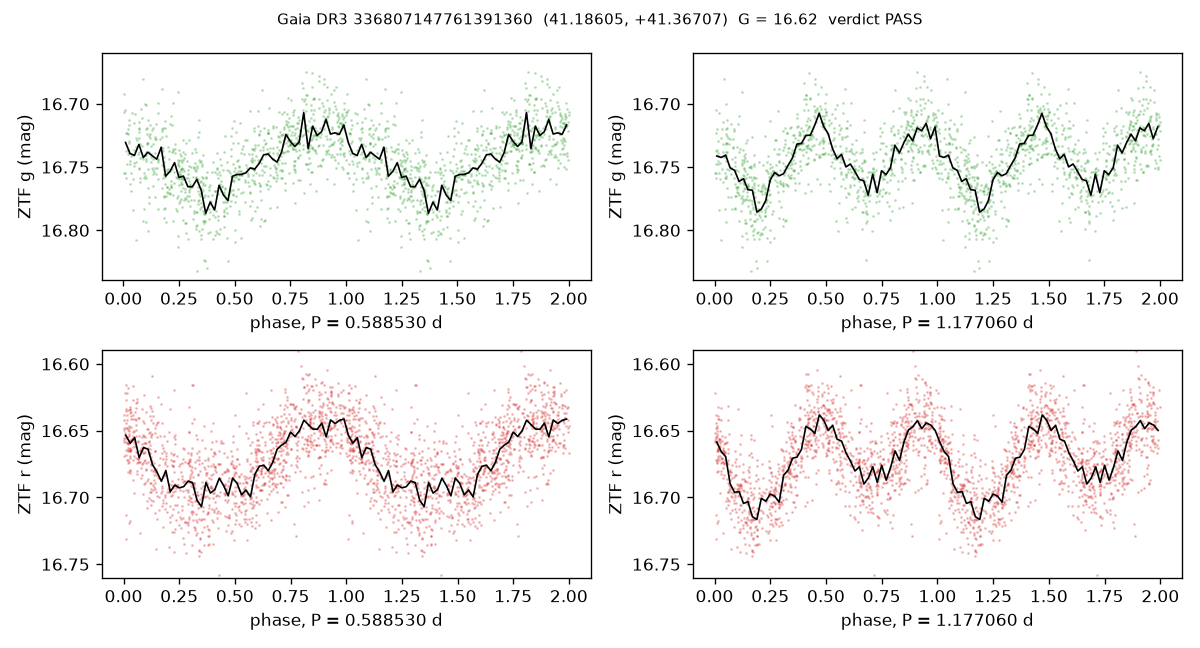 Gaia DR3 336807147761391360 (41.18605, +41.36707) G = 16.62 verdict PASS
ZTF g (mag)
16.70
16.75
16.80
0.00 0.25 0.50 0.75 1.00 1.25 1.50 1.75 2.00
phase, P = 0.588530 d
ZTF g (mag)
16.70
16.75
16.80
0.00 0.25 0.50 0.75 1.00 1.25 1.50 1.75 2.00
phase, P = 1.177060 d
ZTF r (mag)
16.60
16.65
16.70
16.75
0.00 0.25 0.50 0.75 1.00 1.25 1.50 1.75 2.00
phase, P = 0.588530 d
ZTF r (mag)
16.60
16.65
16.70
16.75
0.00 0.25 0.50 0.75 1.00 1.25 1.50 1.75 2.00
phase, P = 1.177060 d